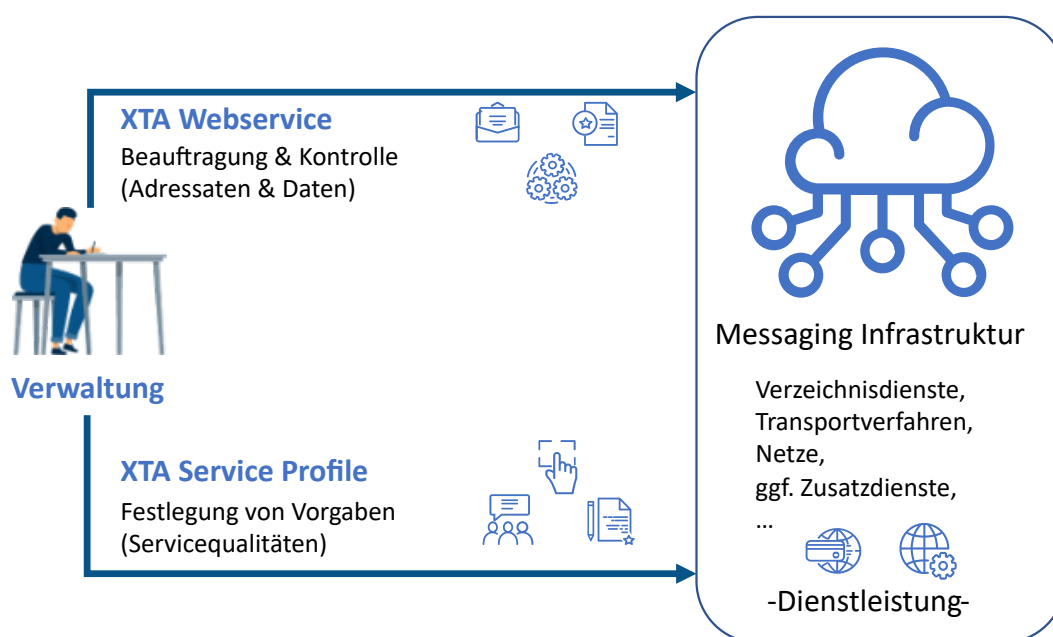 XTA Webservice
Beauftragung & Kontrolle
(Adressaten & Daten)
Verwaltung
XTA Service Profile
Festlegung von Vorgaben
(Servicequalitäten)
Messaging Infrastruktur
Verzeichnisdienste,
Transportverfahren,
Netze,
ggf. Zusatzdienste,
...
-Dienstleistung-